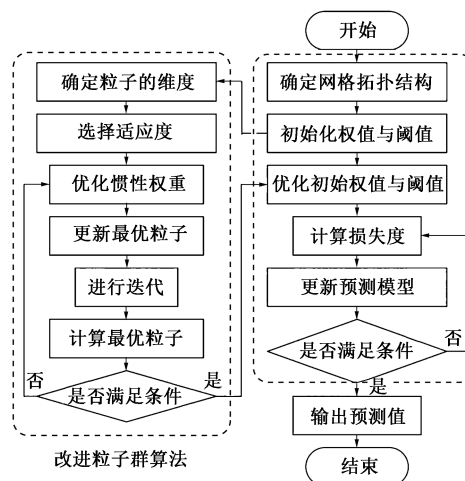 开始
确定粒子的维度
选择适应度
优化惯性权重
更新最优粒子
进行迭代
计算最优粒子
否
是否满足条件
是
改进粒子群算法
确定网格拓扑结构
初始化权值与阈值
优化初始权值与阈值
计算损失度
更新预测模型
否
是否满足条件
是
输出预测值
结束